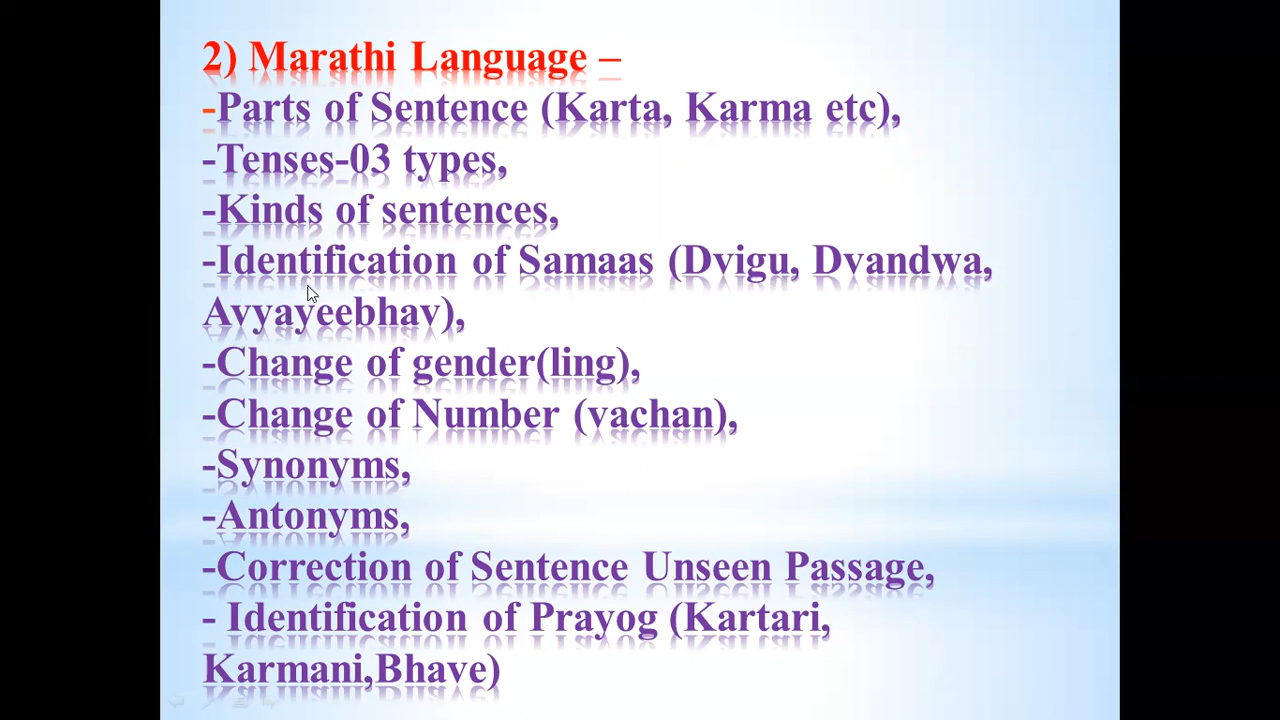 2) Marathi Language –
-Parts of Sentence (Karta, Karma etc),
-Tenses-03 types,
-Kinds of sentences,
-Identification of Samaas (Dvigu, Dvandwa,
Avyayeebhav),
-Change of gender(ling),
-Change of Number (vachan),
-Synonyms,
-Antonyms,
-Correction of Sentence Unseen Passage,
- Identification of Prayog (Kartari,
Karmani,Bhave)